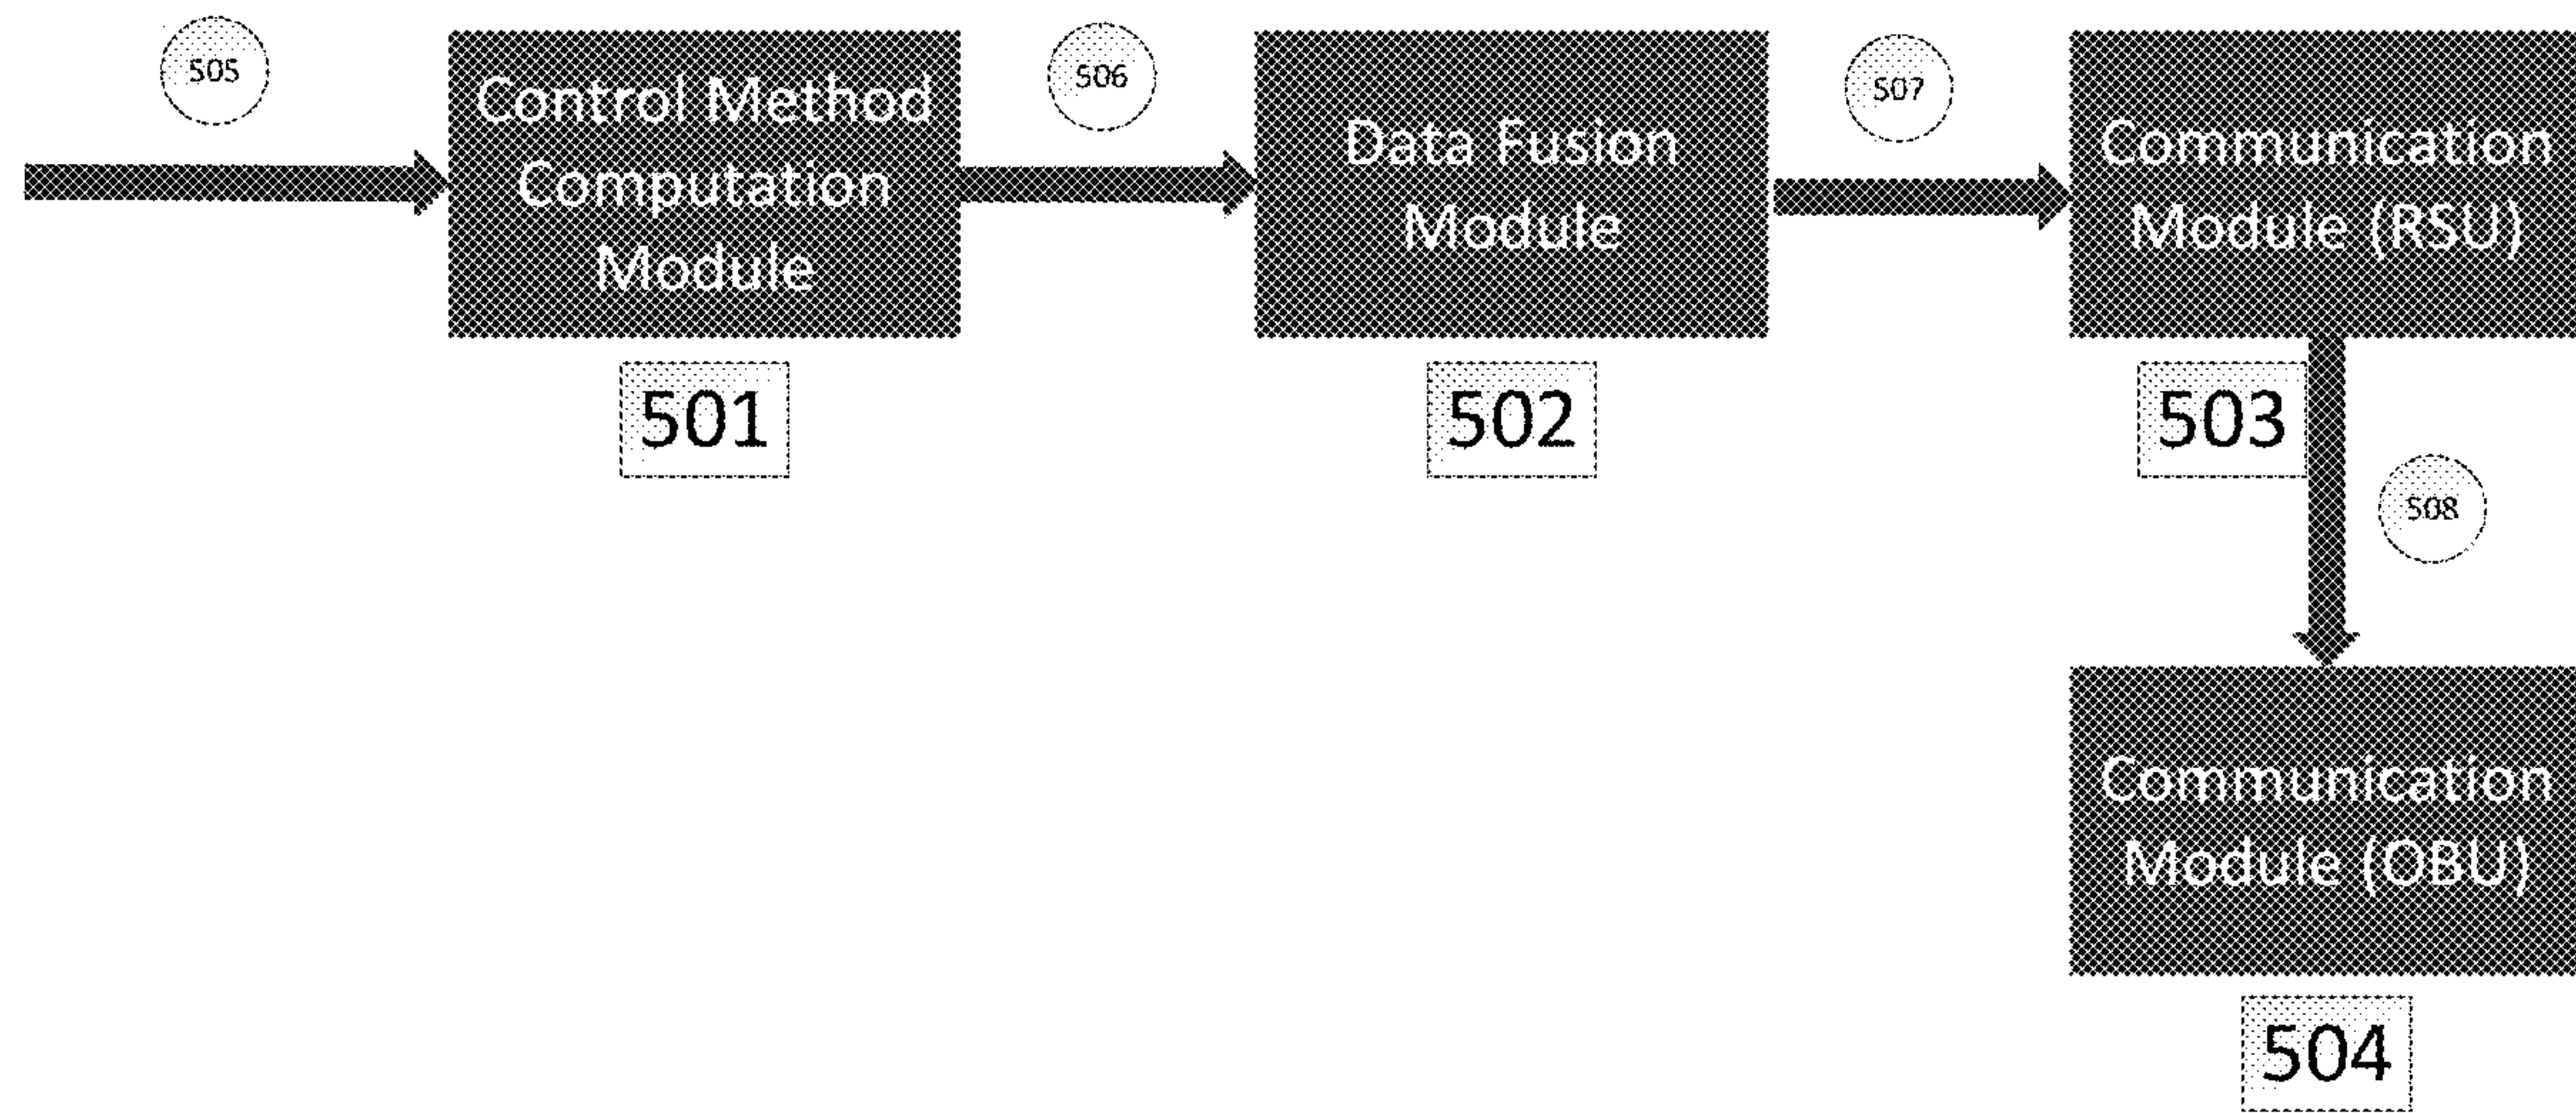 505
506
507
Control Method
Computation
Module
Data Fusion
Module
Communication
Module (RSU)
501
502
503
508
Communication
Module (OBU)
504